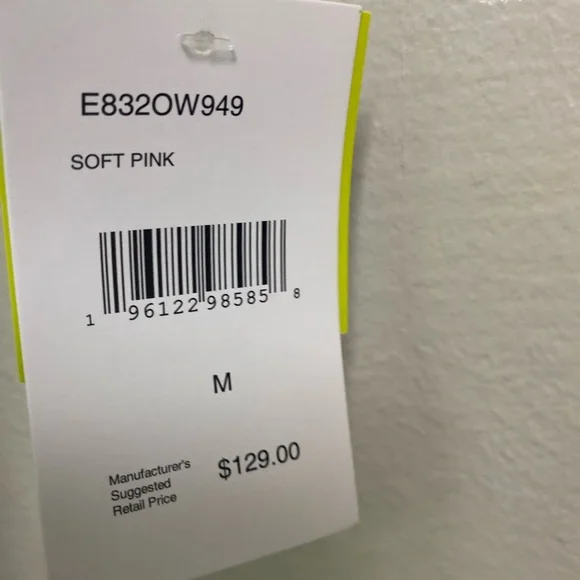 E832OW949
SOFT PINK
1 96122 98585 8
M
Manufacturer's
Suggested
Retail Price
$129.00